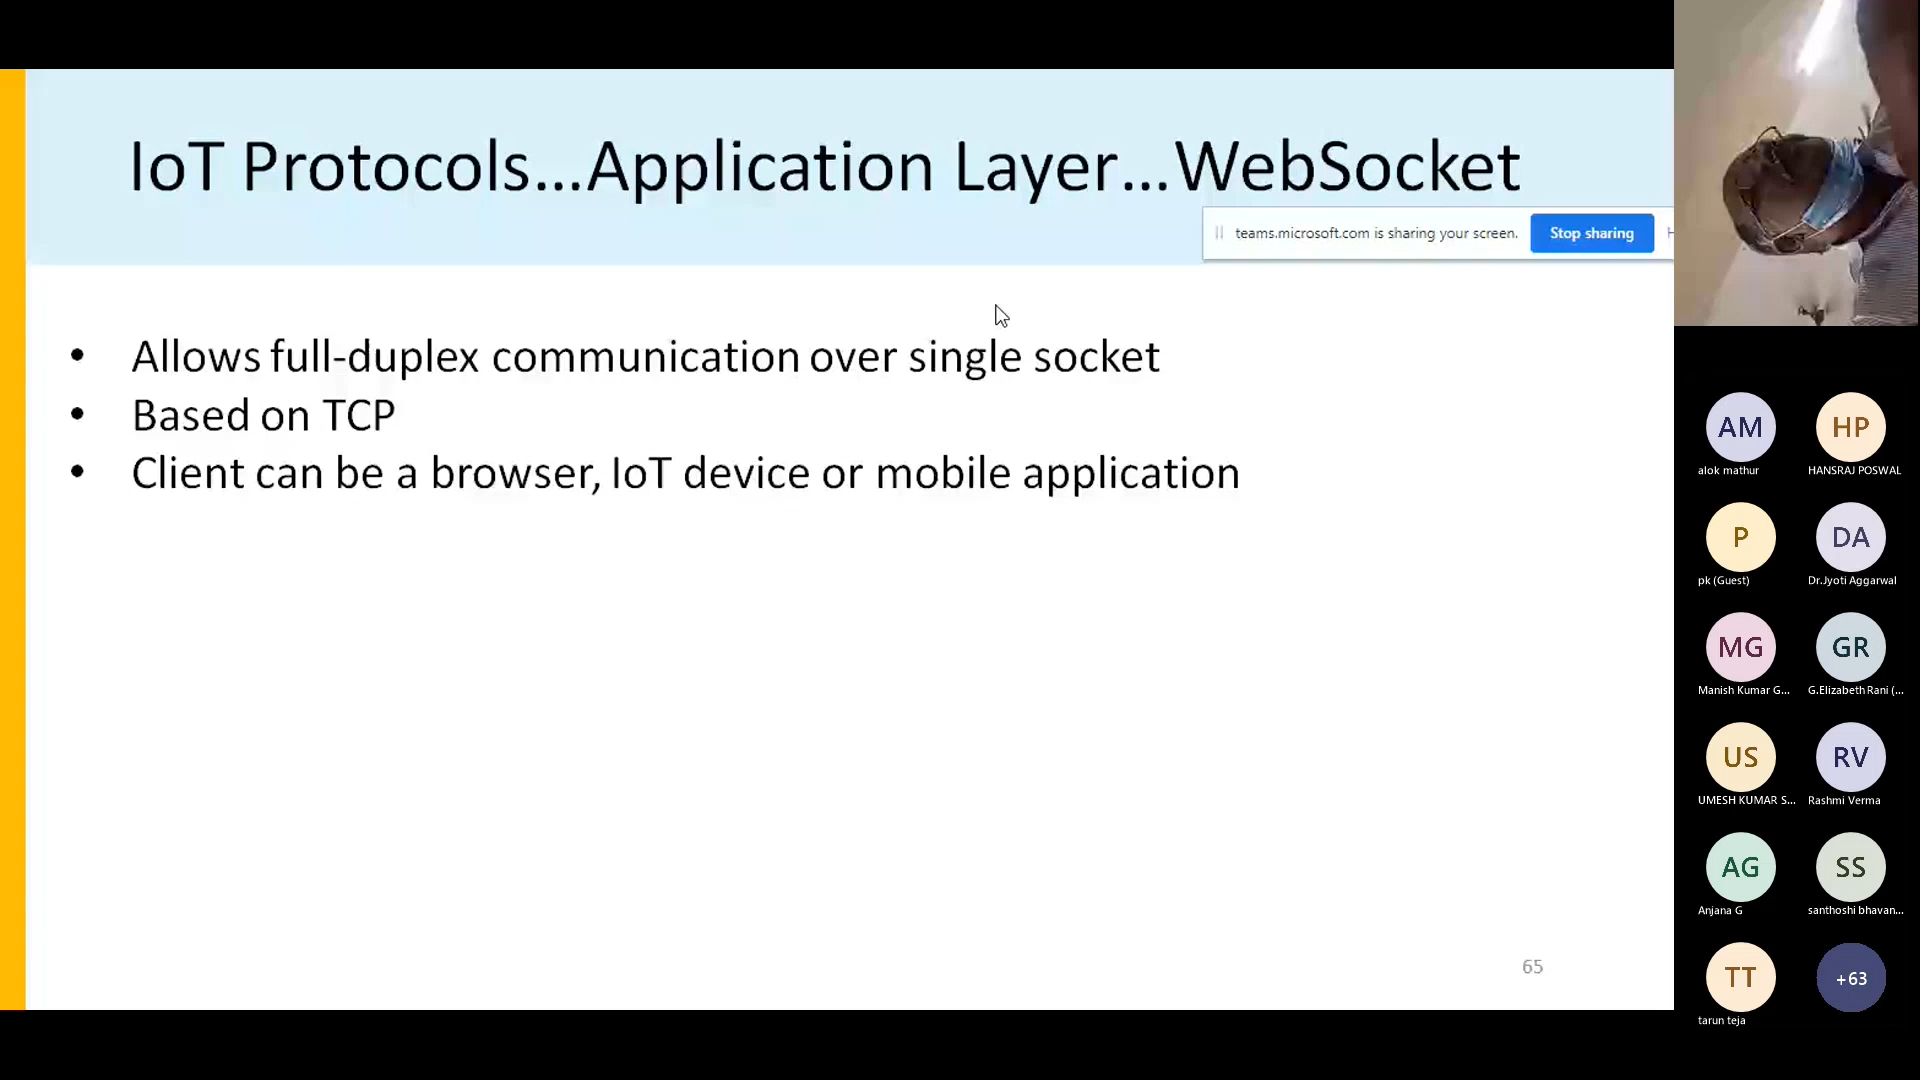 IoT Protocols...Application Layer...WebSocket
teams.microsoft.com is sharing your screen. Stop sharing
• Allows full-duplex communication over single socket
• Based on TCP
• Client can be a browser, IoT device or mobile application
65
AM HP
alok mathur HANSRAJ POSWAL
P DA
pk (Guest) Dr.Jyoti Aggarwal
MG GR
Manish Kumar G... G.Elizabeth Rani (...
US RV
UMESH KUMAR S... Rashmi Verma
AG SS
Anjana G santhoshi bhavan...
TT +63
tarun teja